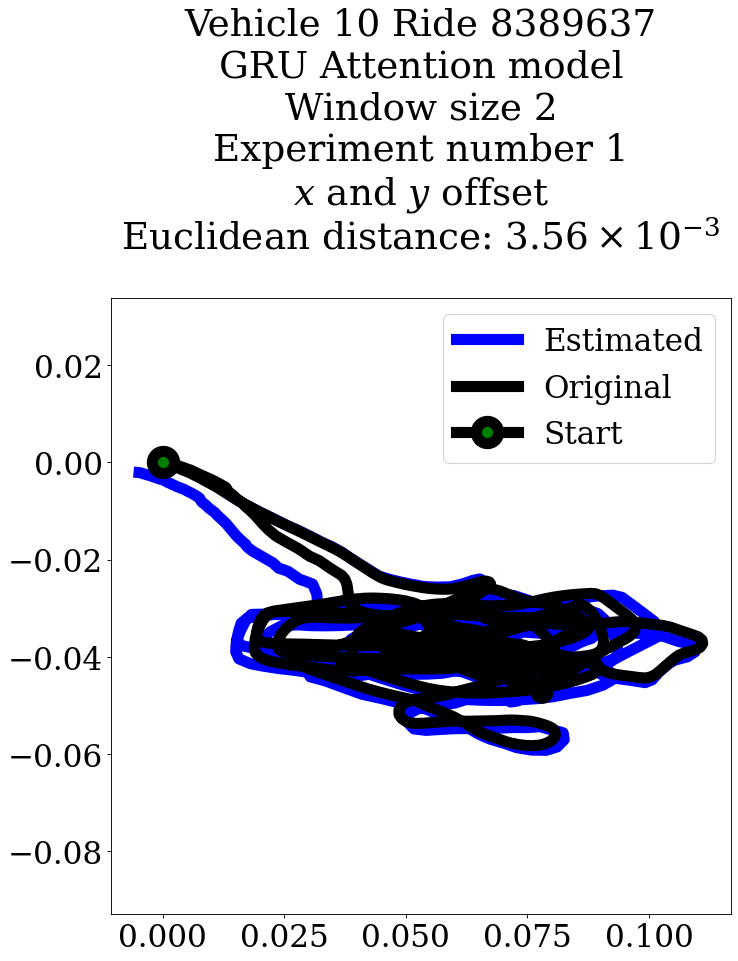 Vehicle 10 Ride 8389637
GRU Attention model
Window size 2
Experiment number 1
x and y offset
Euclidean distance: 3.56 × 10⁻³
Estimated
Original
Start
0.02
0.00
−0.02
−0.04
−0.06
−0.08
0.000 0.025 0.050 0.075 0.100